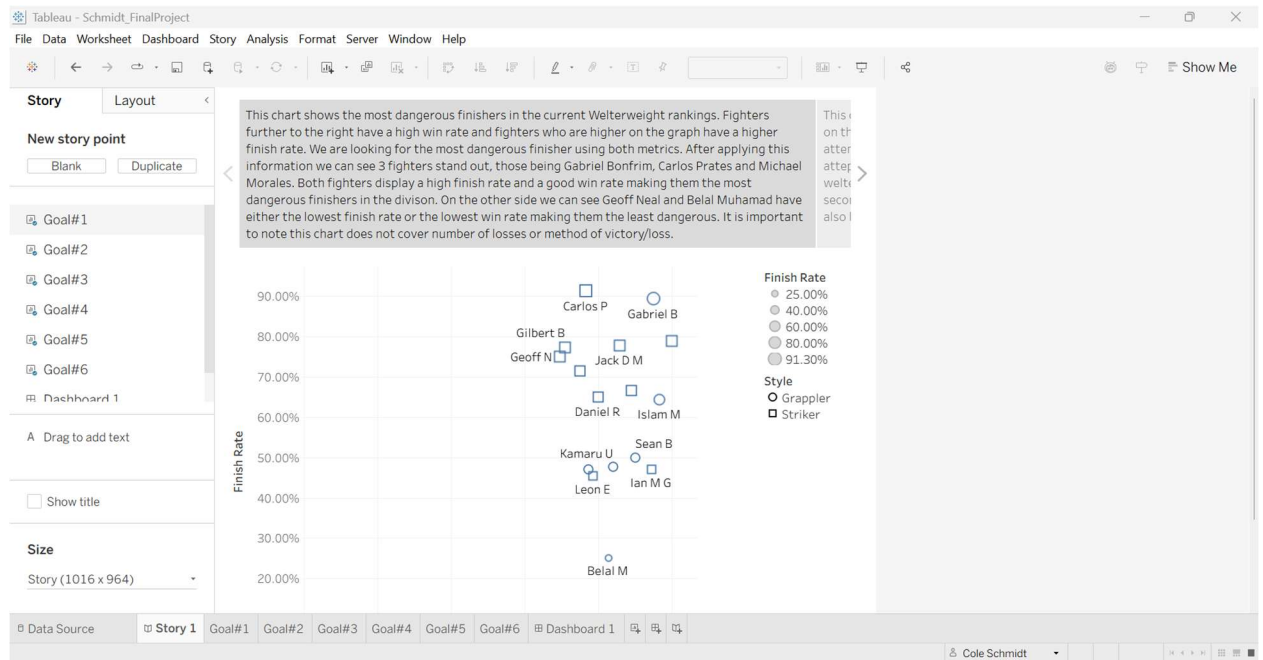 Tableau - Schmidt_FinalProject
File Data Worksheet Dashboard Story Analysis Format Server Window Help
Show Me
Story Layout
New story point
Blank Duplicate
Goal#1
Goal#2
Goal#3
Goal#4
Goal#5
Goal#6
Dashboard 1
A Drag to add text
Show title
Size
Story (1016 x 964)
This chart shows the most dangerous finishers in the current Welterweight rankings. Fighters
further to the right have a high win rate and fighters who are higher on the graph have a higher
finish rate. We are looking for the most dangerous finisher using both metrics. After applying this
information we can see 3 fighters stand out, those being Gabriel Bonfrim, Carlos Prates and Michael
Morales. Both fighters display a high finish rate and a good win rate making them the most
dangerous finishers in the divison. On the other side we can see Geoff Neal and Belal Muhamad have
either the lowest finish rate or the lowest win rate making them the least dangerous. It is important
to note this chart does not cover number of losses or method of victory/loss.
This
on th
atter
attep
welte
secon
also
Finish Rate
90.00%
80.00%
70.00%
60.00%
50.00%
40.00%
30.00%
20.00%
Carlos P
Gabriel B
Gilbert B
Geoff N
Jack D M
Daniel R
Islam M
Sean B
Kamaru U
Ian M G
Leon E
Belal M
Finish Rate
25.00%
40.00%
60.00%
80.00%
91.30%
Style
Grappler
Striker
Data Source Story 1 Goal#1 Goal#2 Goal#3 Goal#4 Goal#5 Goal#6 Dashboard 1
Cole Schmidt